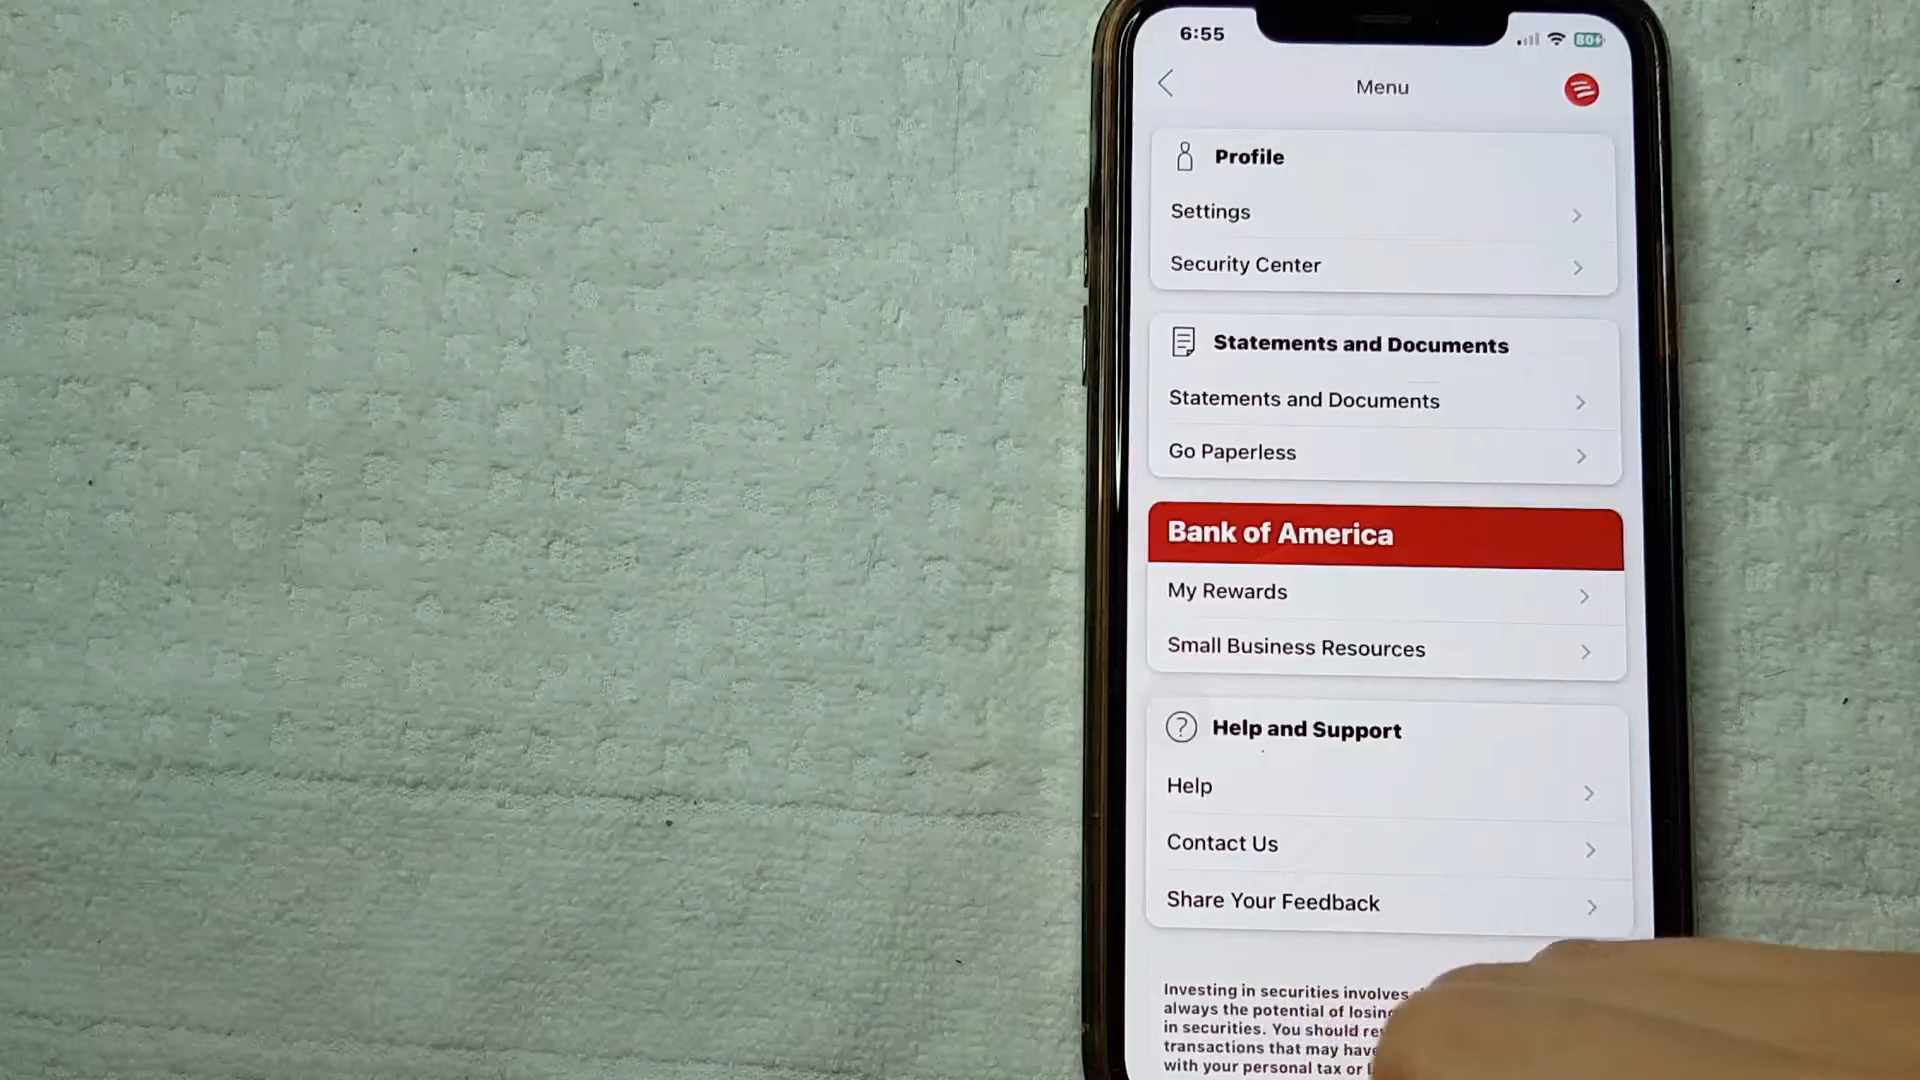 6:55
80
Menu
Profile
Settings
Security Center
Statements and Documents
Statements and Documents
Go Paperless
Bank of America
My Rewards
Small Business Resources
Help and Support
Help
Contact Us
Share Your Feedback
Investing in securities involves
always the potential of losing
in securities. You should
transactions that may have
with your personal tax or